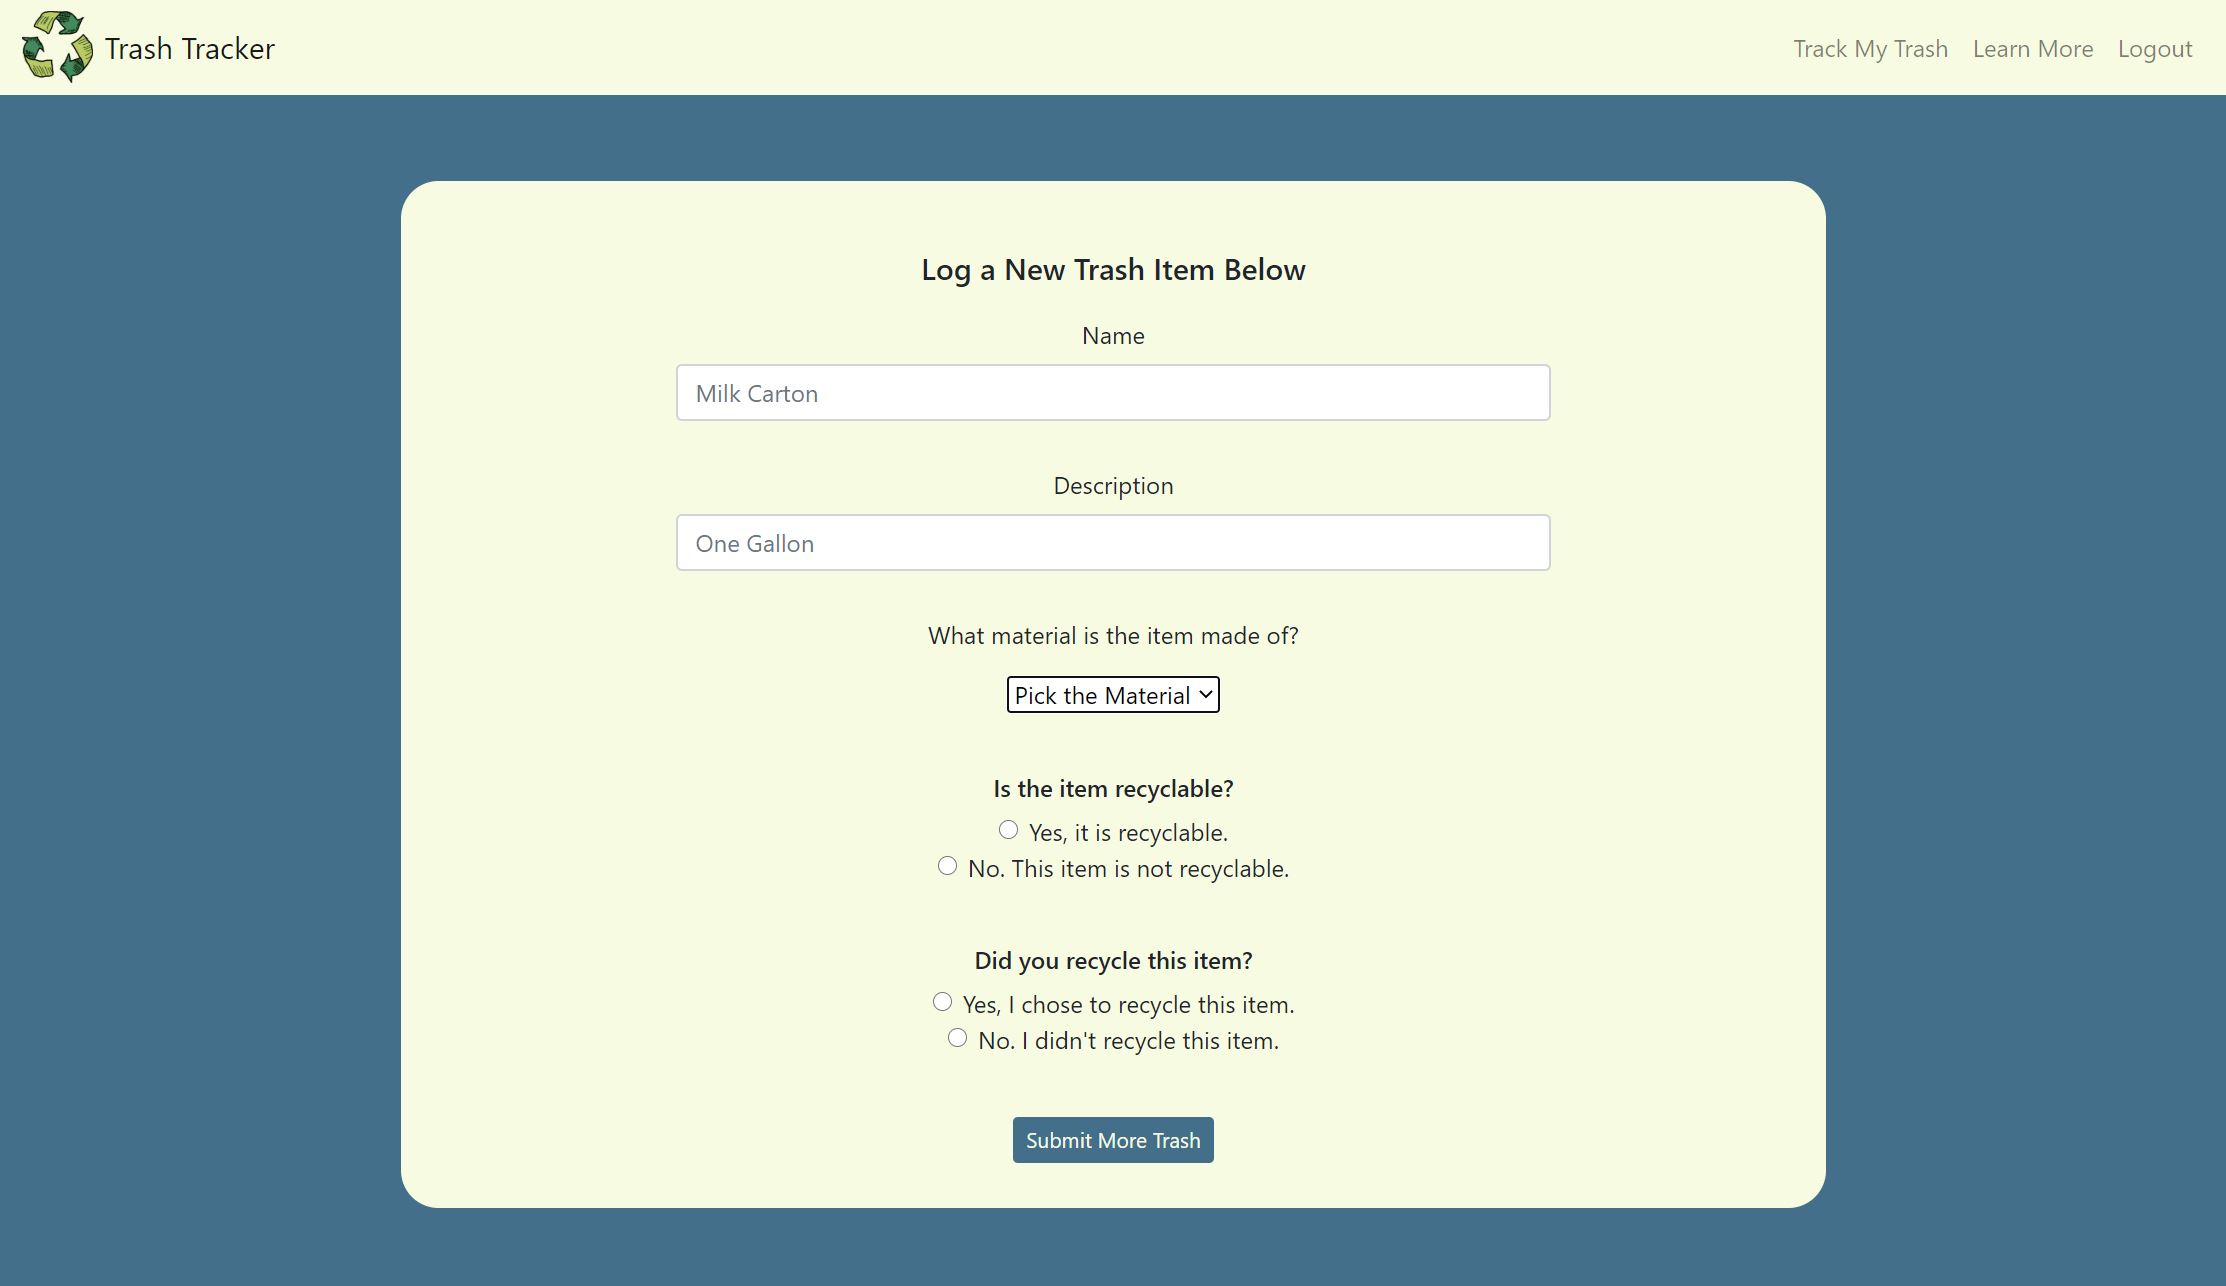 Trash Tracker
Track My Trash Learn More Logout
Log a New Trash Item Below
Name
Milk Carton
Description
One Gallon
What material is the item made of?
Pick the Material
Is the item recyclable?
Yes, it is recyclable.
No. This item is not recyclable.
Did you recycle this item?
Yes, I chose to recycle this item.
No. I didn't recycle this item.
Submit More Trash